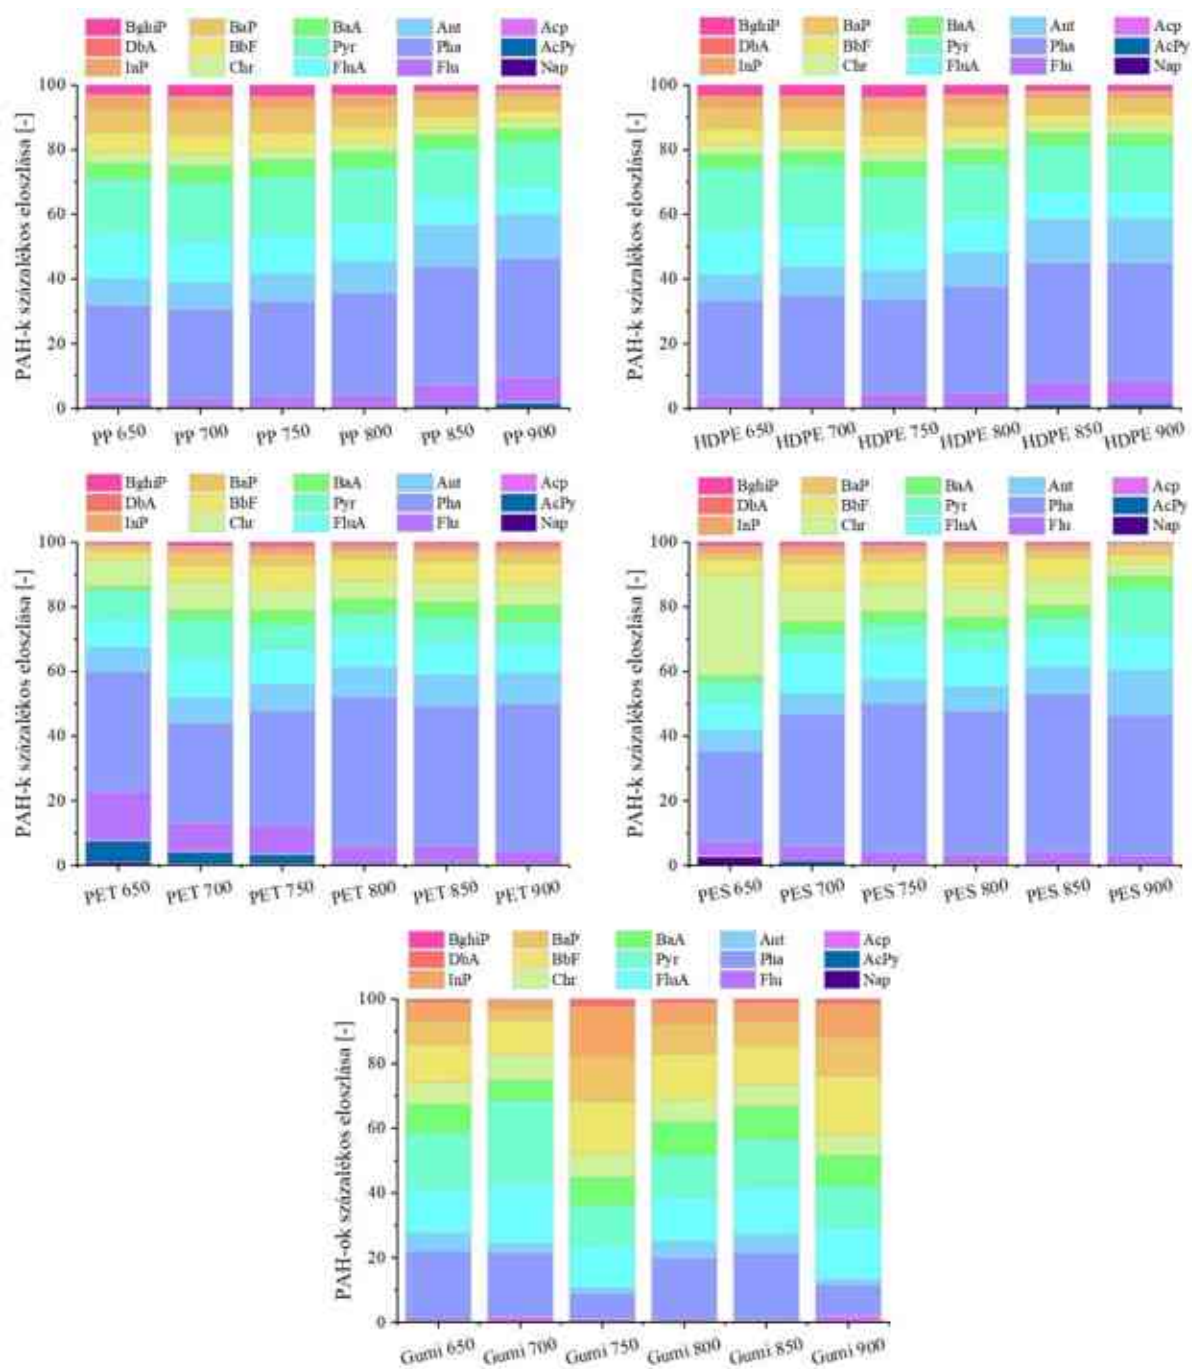 BghiP BaP BaA Ant Acp
DbA BbF Pyr Pha AcPy
InP Chr FluA Flu Nap
PAH-k százalékos eloszlása [-]
100
80
60
40
20
0
PP 650 PP 700 PP 750 PP 800 PP 850 PP 900
BghiP BaP BaA Ant Acp
DbA BbF Pyr Pha AcPy
InP Chr FluA Flu Nap
PAH-k százalékos eloszlása [-]
100
80
60
40
20
0
HDPE 650 HDPE 700 HDPE 750 HDPE 800 HDPE 850 HDPE 900
BghiP BaP BaA Ant Acp
DbA BbF Pyr Pha AcPy
InP Chr FluA Flu Nap
PAH-k százalékos eloszlása [-]
100
80
60
40
20
0
PET 650 PET 700 PET 750 PET 800 PET 850 PET 900
BghiP BaP BaA Ant Acp
DbA BbF Pyr Pha AcPy
InP Chr FluA Flu Nap
PAH-k százalékos eloszlása [-]
100
80
60
40
20
0
PES 650 PES 700 PES 750 PES 800 PES 850 PES 900
BghiP BaP BaA Ant Acp
DbA BbF Pyr Pha AcPy
InP Chr FluA Flu Nap
PAH-ok százalékos eloszlása [-]
100
80
60
40
20
0
Gumi 650 Gumi 700 Gumi 750 Gumi 800 Gumi 850 Gumi 900